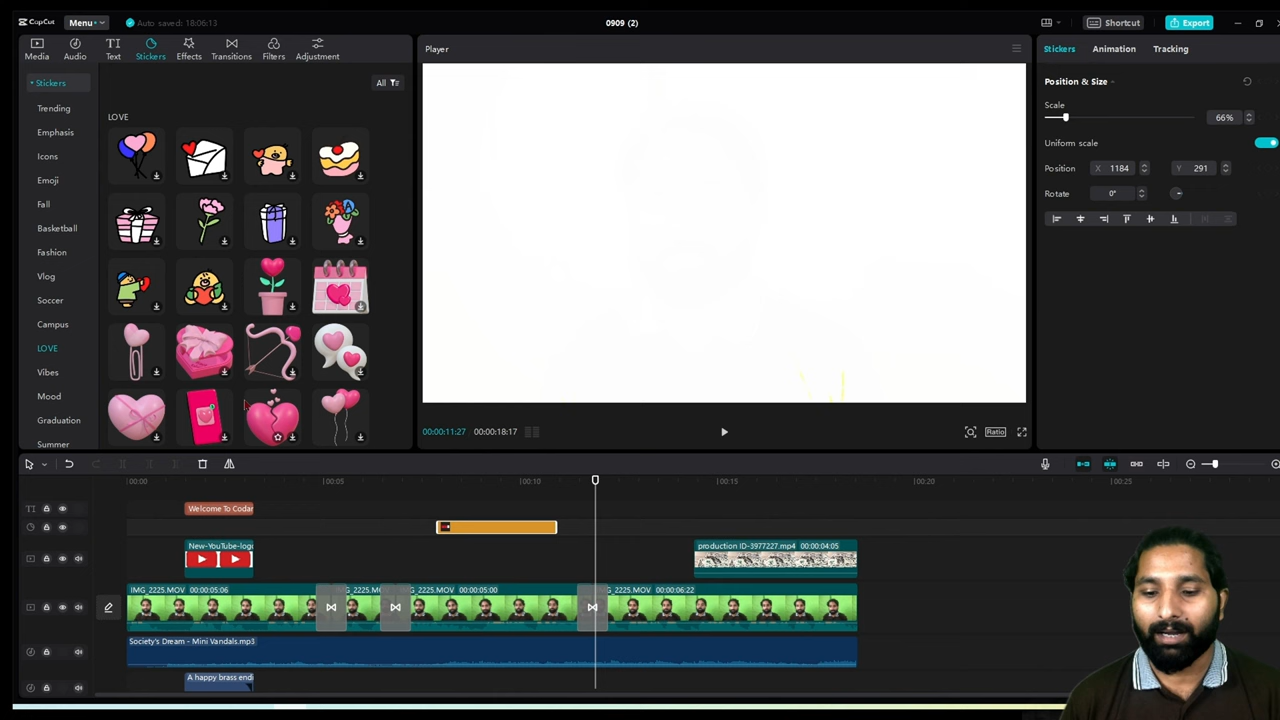 CapCut
Menu
Auto saved: 18:06:13
0909 (2)
Shortcut
Export
Media
Audio
Text
Stickers
Effects
Transitions
Filters
Adjustment
Player
Stickers
Animation
Tracking
Stickers
All
Position & Size
Trending
Emphasis
Icons
Emoji
Fall
Basketball
Fashion
Vlog
Soccer
Campus
LOVE
Vibes
Mood
Graduation
Summer
LOVE
Scale
66%
Uniform scale
Position X 1184 Y 291
Rotate 0°
00:00:11:27 00:00:18:17
Ratio
00:00 00:05 00:10 00:15 00:20 00:25
Welcome To Codar
New-YouTube-logo
production ID-3977227.mp4 00:00:04:05
IMG_2225.MOV 00:00:05:06
G_2225.MOV
G_2225.MOV 00:00:05:00
G_2225.MOV 00:00:06:22
Society's Dream - Mini Vandals.mp3
A happy brass end